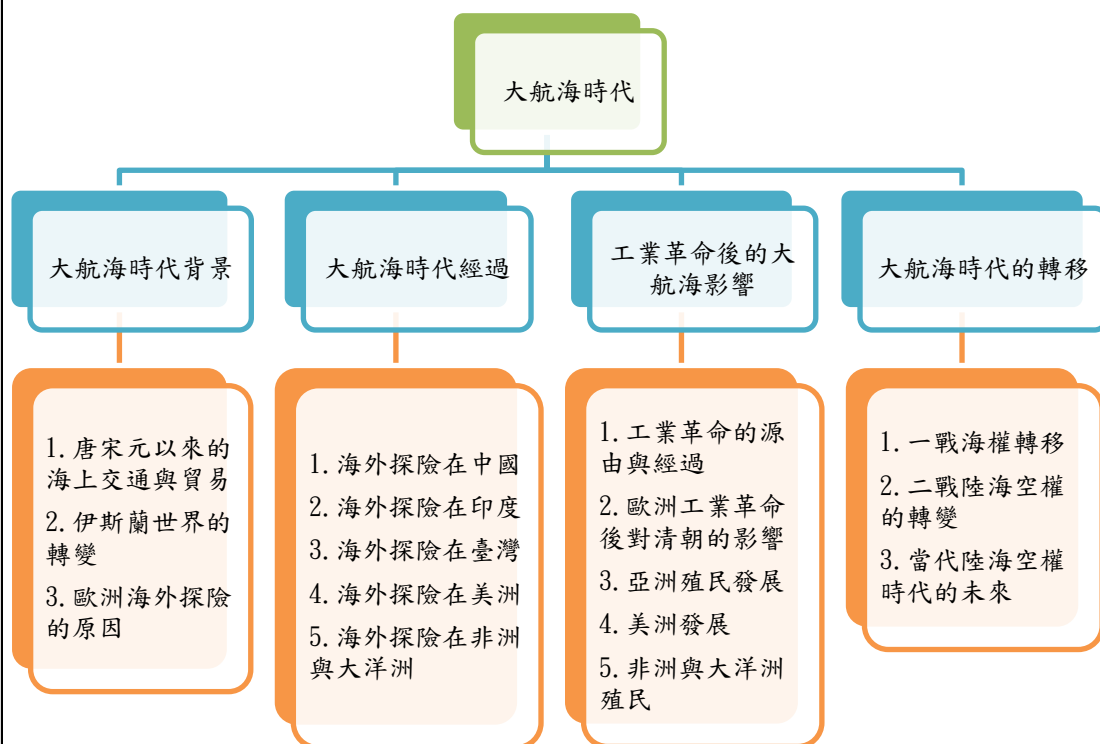 大航海時代
大航海時代背景
大航海時代經過
工業革命後的大
航海影響
大航海時代的轉移
1.唐宋元以來的
海上交通與貿易
2.伊斯蘭世界的
轉變
3.歐洲海外探險
的原因
1.海外探險在中國
2.海外探險在印度
3.海外探險在臺灣
4.海外探險在美洲
5.海外探險在非洲
與大洋洲
1.工業革命的源
由與經過
2.歐洲工業革命
後對清朝的影響
3.亞洲殖民發展
4.美洲發展
5.非洲與大洋洲
殖民
1.一戰海權轉移
2.二戰陸海空權
的轉變
3.當代陸海空權
時代的未來